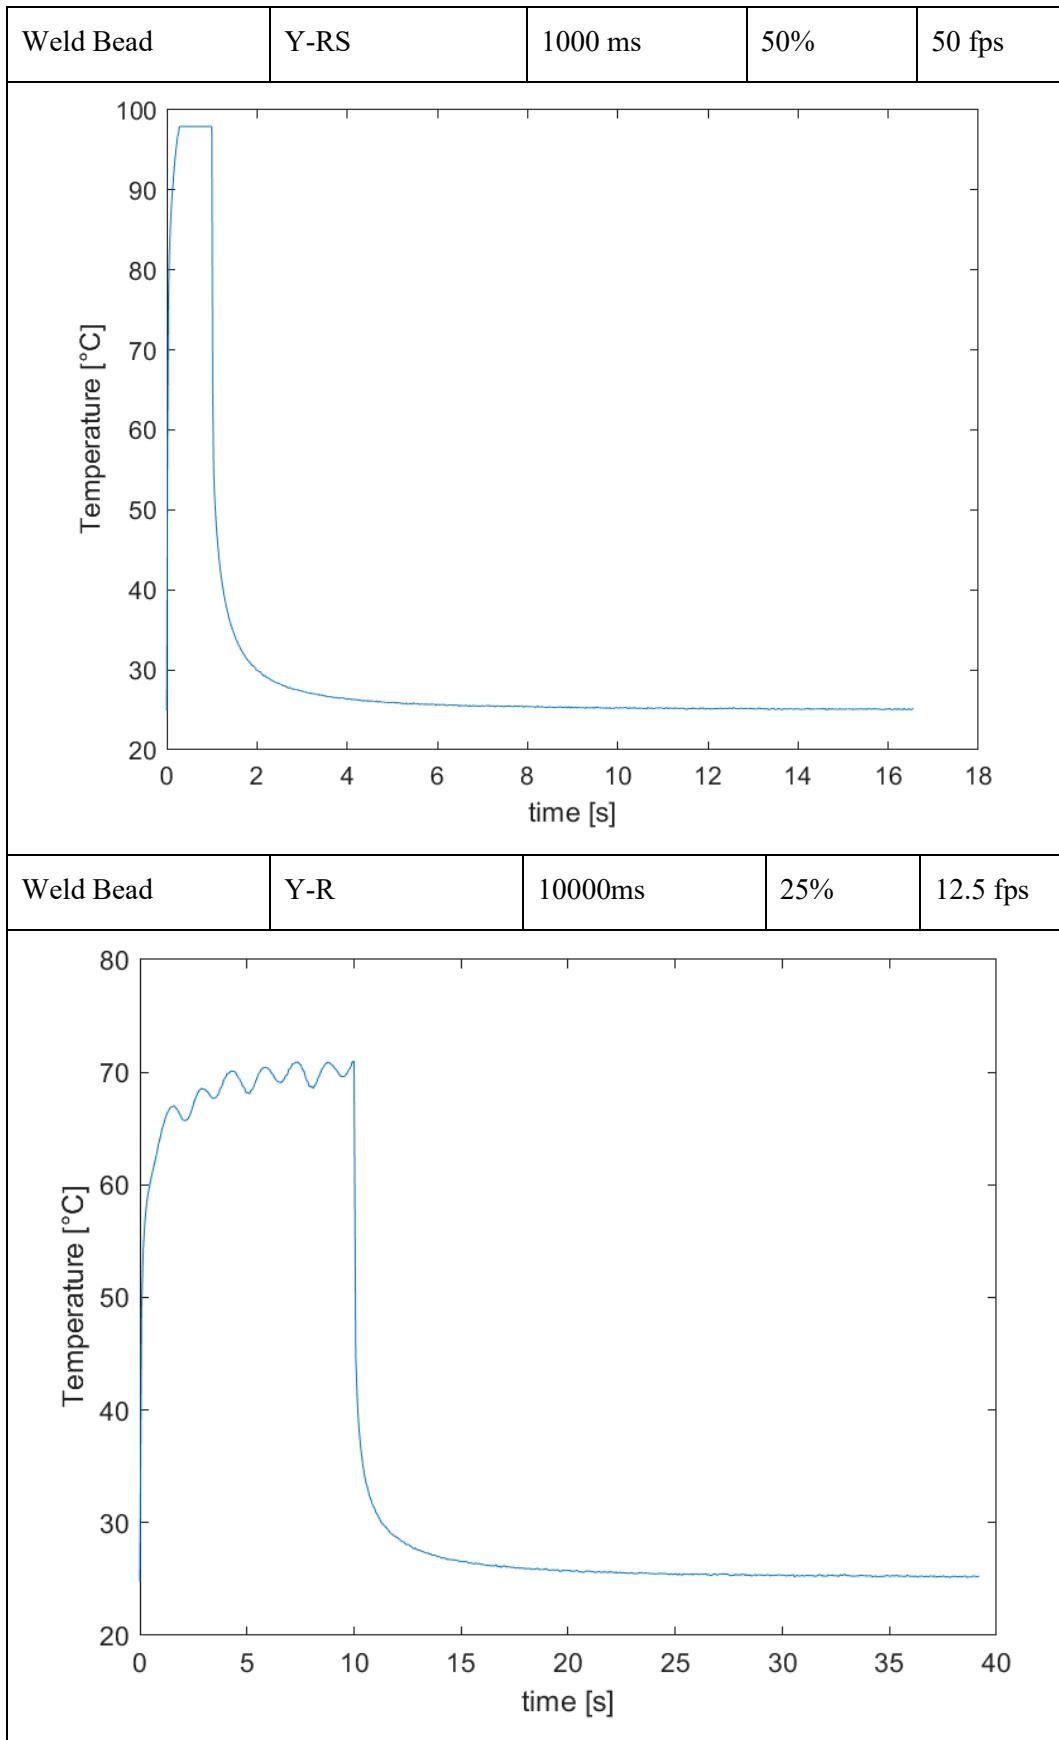 Weld Bead Y-RS 1000 ms 50% 50 fps
100
90
80
70
60
50
40
30
20
Temperature [°C]
0 2 4 6 8 10 12 14 16 18
time [s]
Weld Bead Y-R 10000ms 25% 12.5 fps
80
70
60
50
40
30
20
Temperature [°C]
0 5 10 15 20 25 30 35 40
time [s]